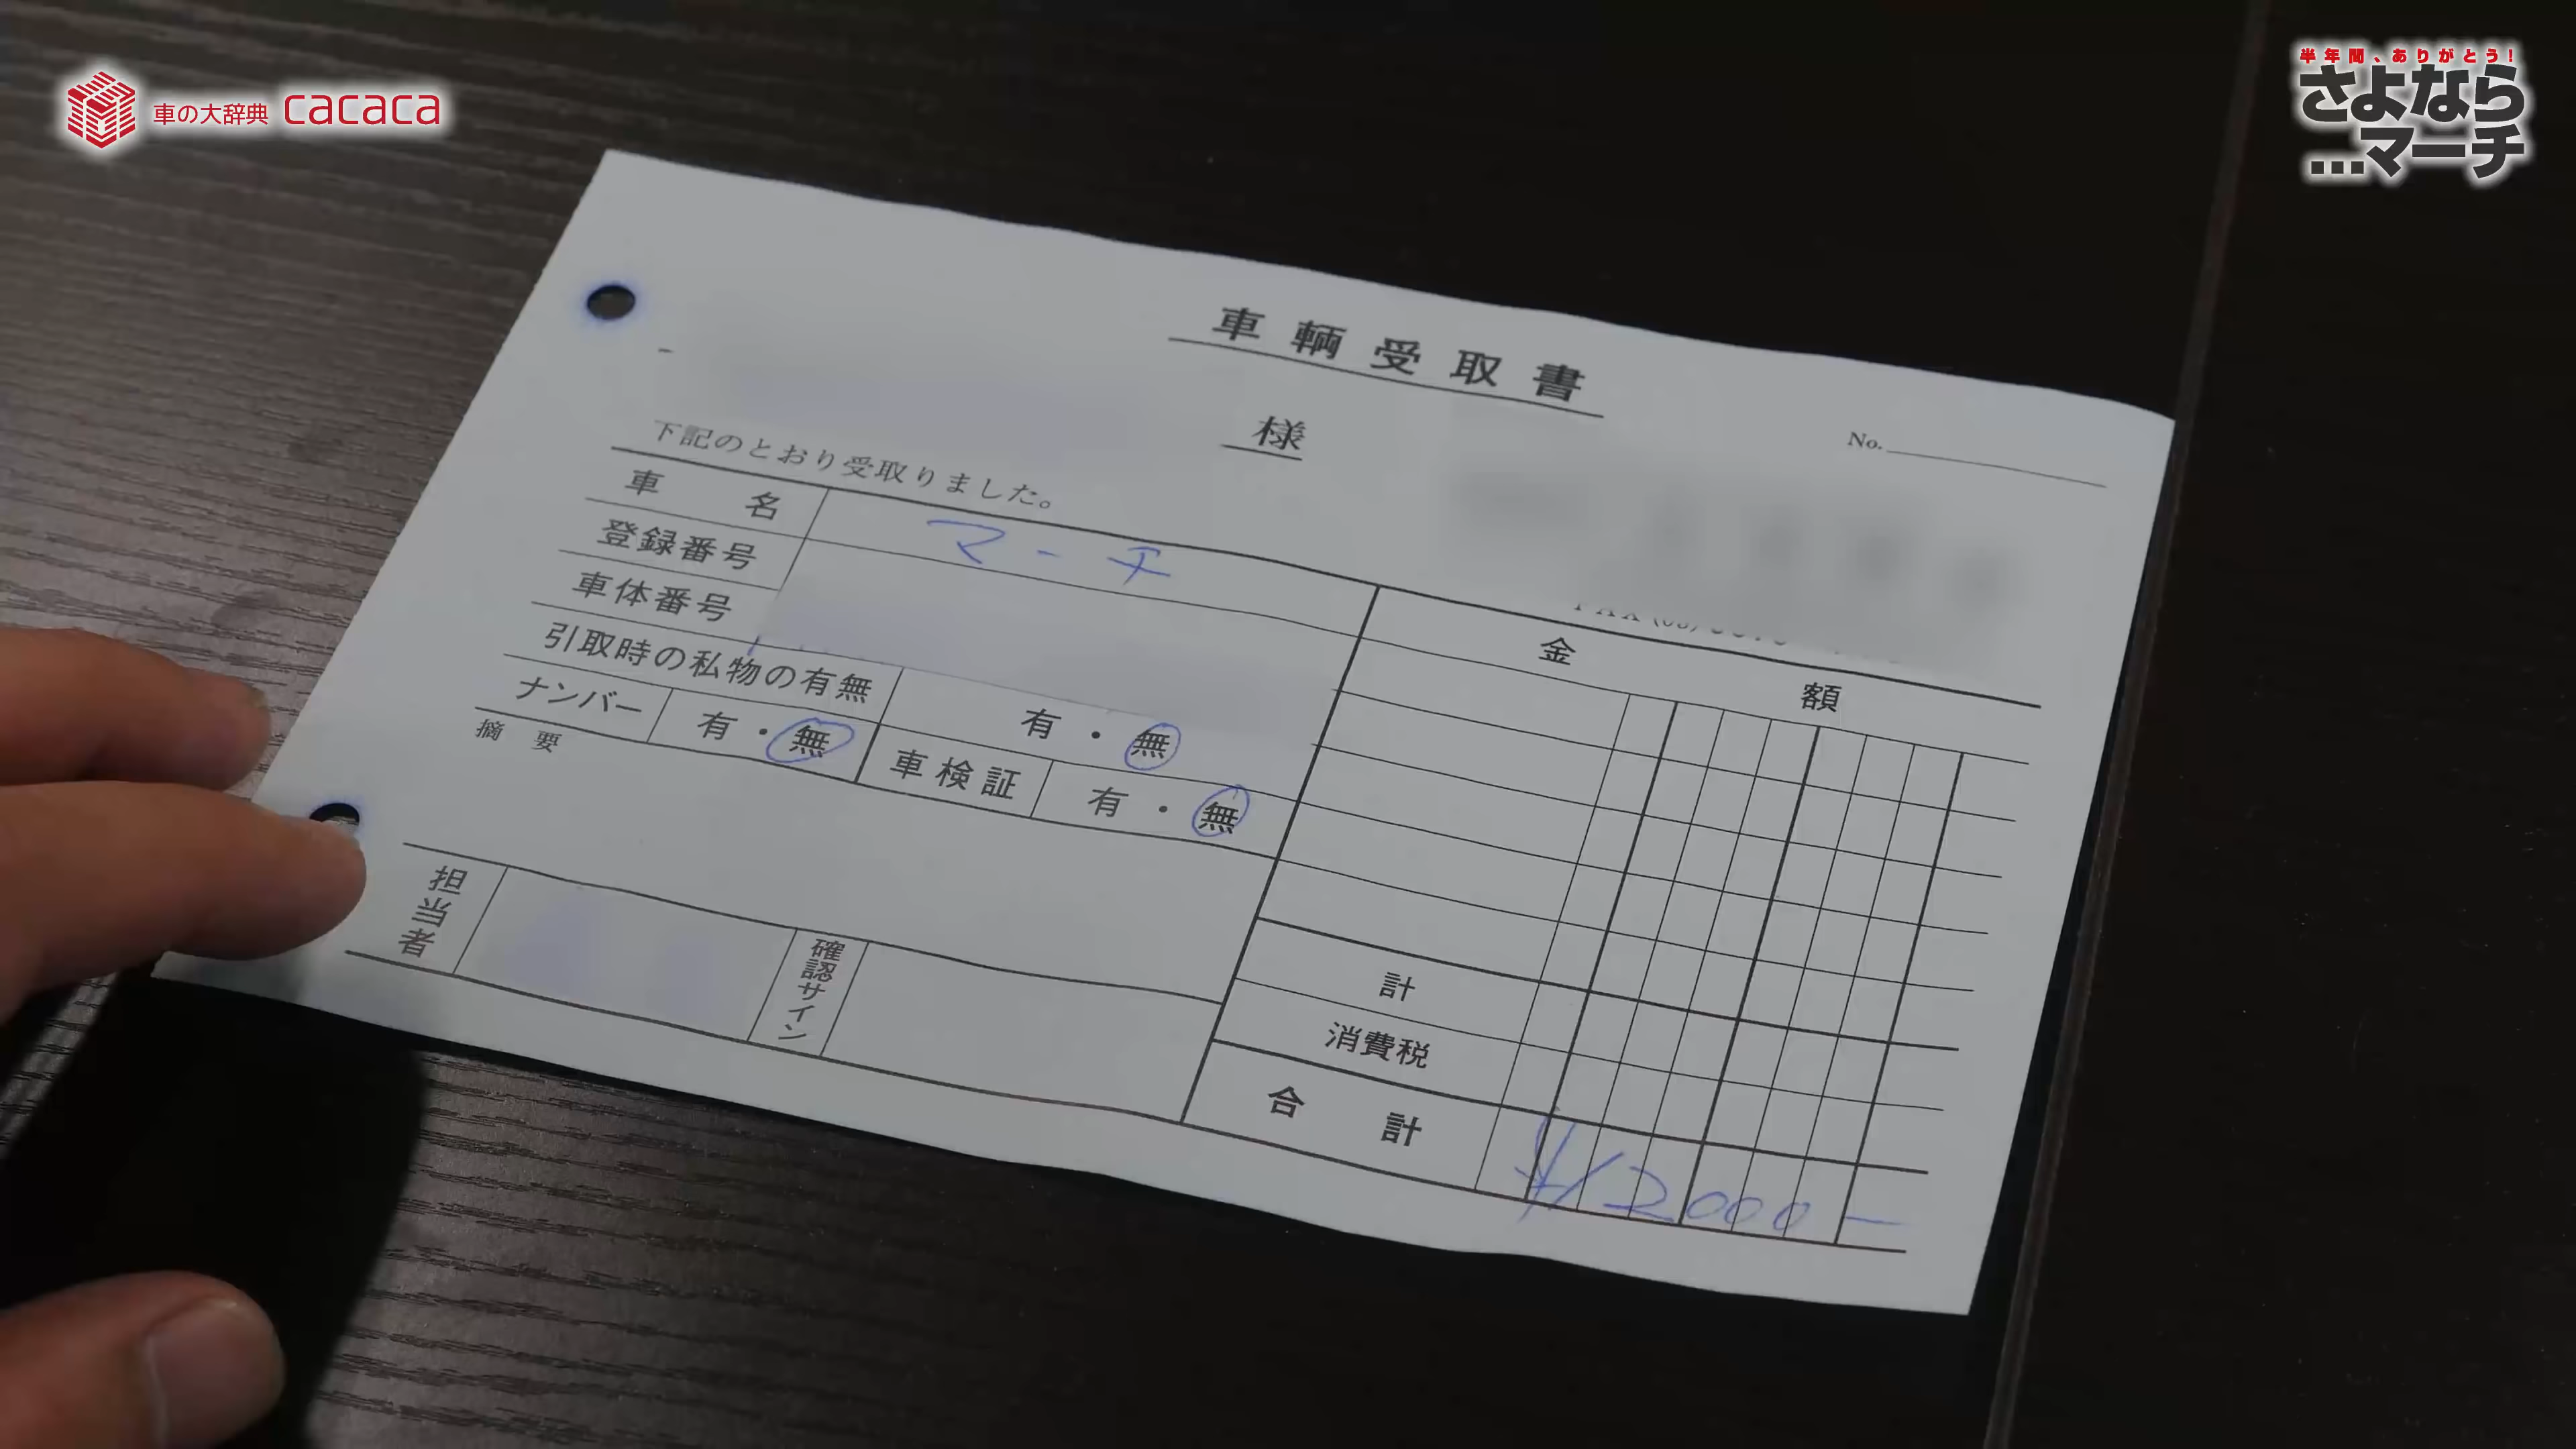 車の大辞典 cacaca
半年間、ありがとう!
さよなら
...マーチ
車輌受取書
様
No.
下記のとおり受取りました。
車名 マーチ
登録番号
車体番号
引取時の私物の有無 有・無
ナンバー 有・無 車検証 有・無
摘要
担当者
確認サイン
金額
計
消費税
合計 ¥12000-